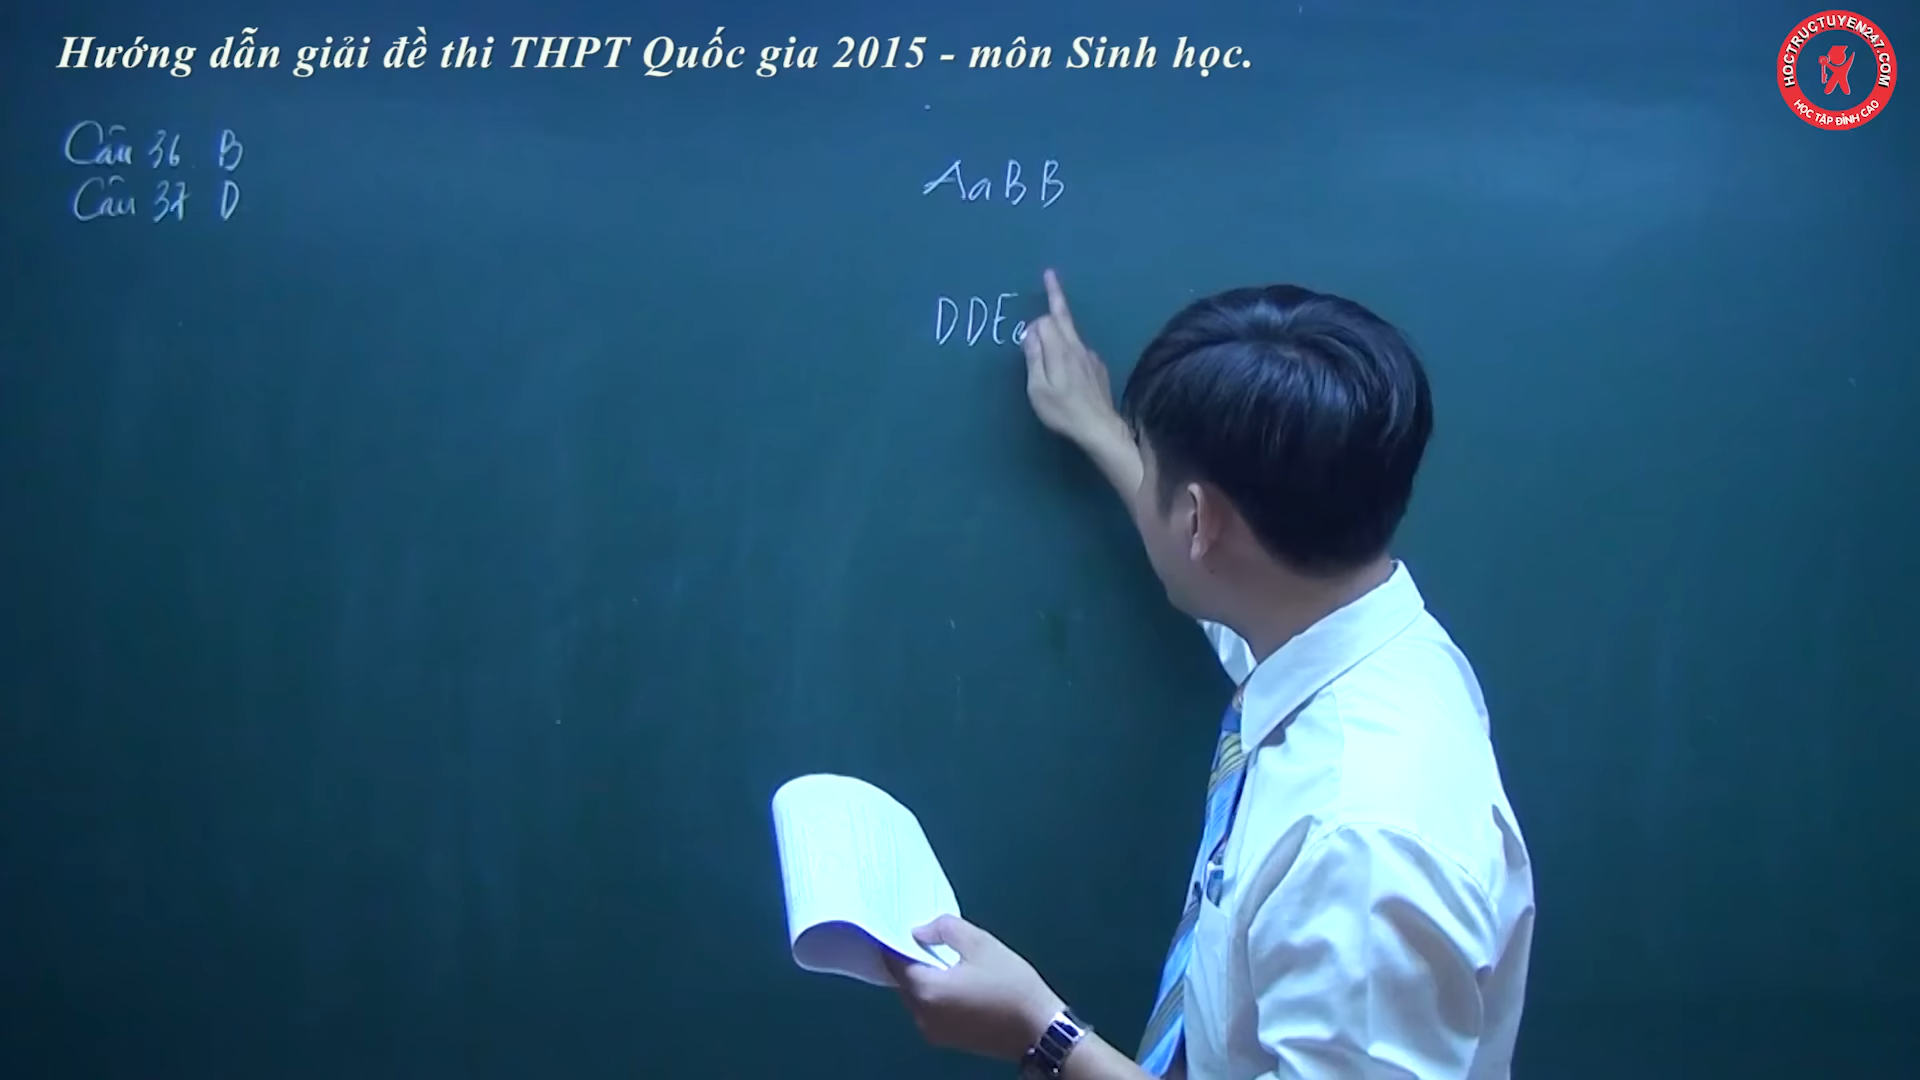 Hướng dẫn giải đề thi THPT Quốc gia 2015 - môn Sinh học.
HOCTRUCTUYEN247.COM
HỌC TẬP ĐỈNH CAO
Câu 36 B
Câu 37 D
AaBB
DDEe